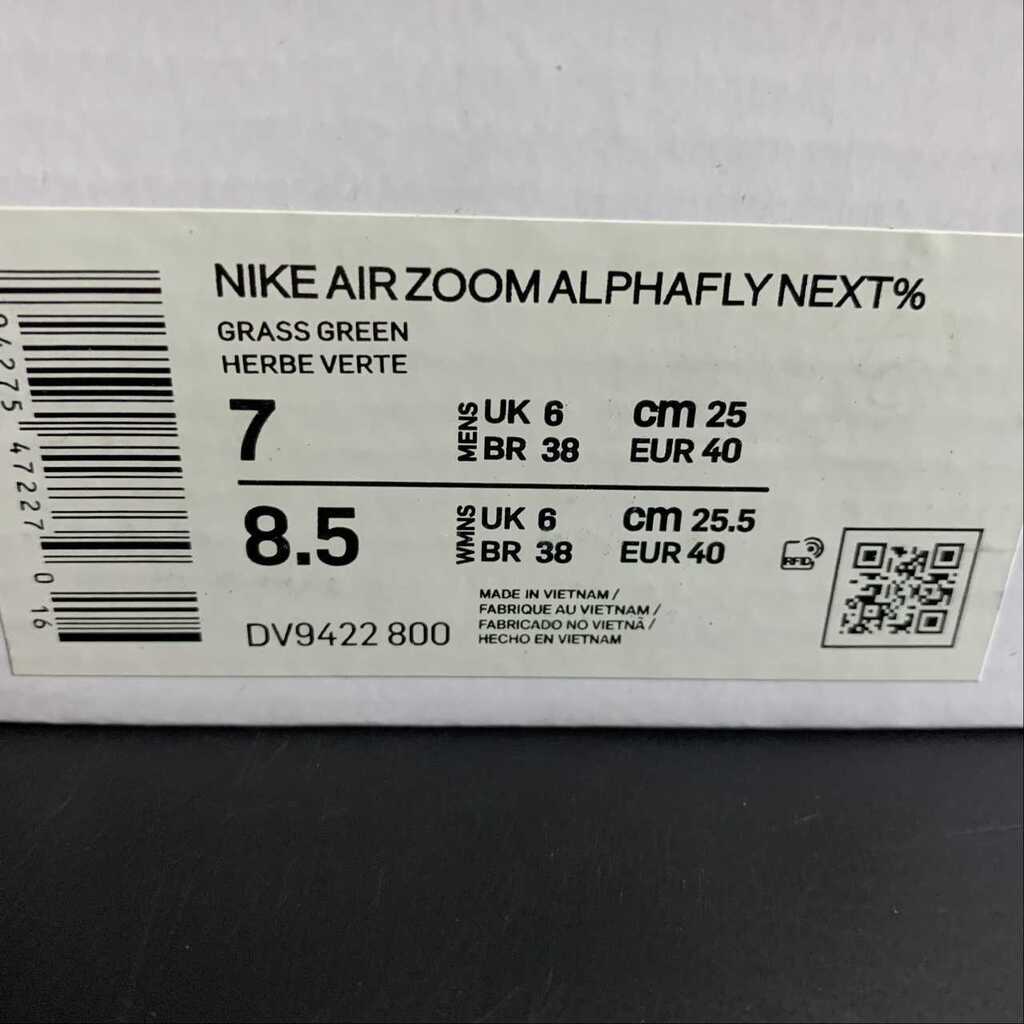 NIKE AIR ZOOM ALPHAFLY NEXT%
GRASS GREEN
HERBE VERTE
7
MENS
UK 6
cm 25
BR 38
EUR 40
8.5
WMNS
UK 6
cm 25.5
BR 38
EUR 40
RFID
DV9422 800
MADE IN VIETNAM /
FABRIQUE AU VIETNAM /
FABRICADO NO VIETNÃ /
HECHO EN VIETNAM
47227 0 16